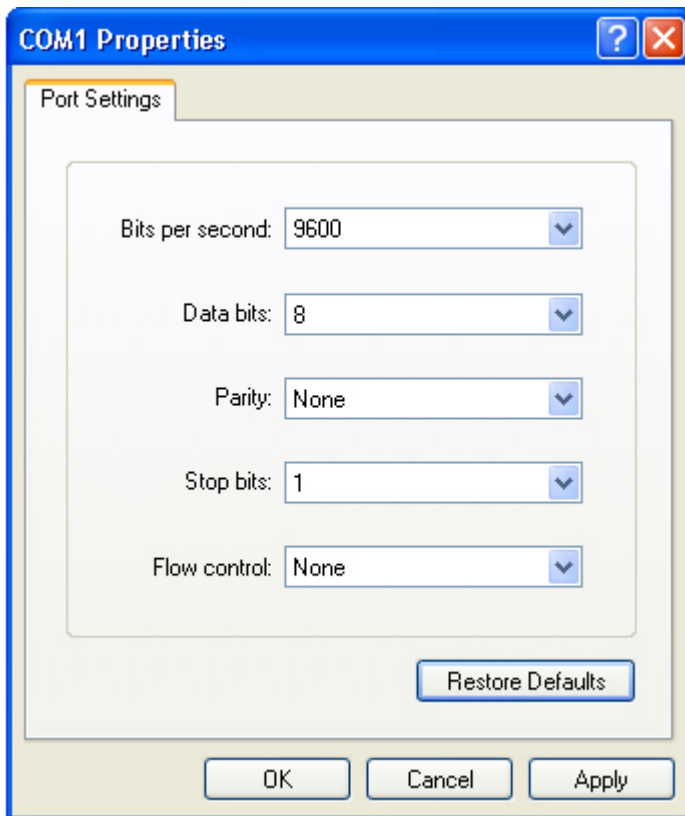 COM1 Properties
Port Settings
Bits per second: 9600
Data bits: 8
Parity: None
Stop bits: 1
Flow control: None
Restore Defaults
OK Cancel Apply